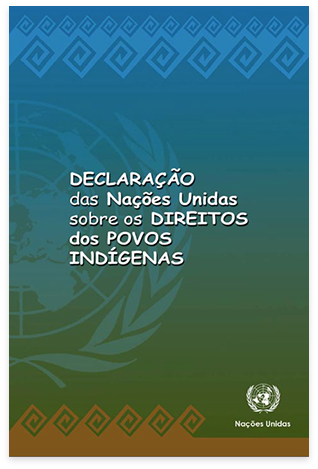 DECLARAÇÃO
das Nações Unidas
sobre os DIREITOS
dos POVOS
INDÍGENAS
Nações Unidas